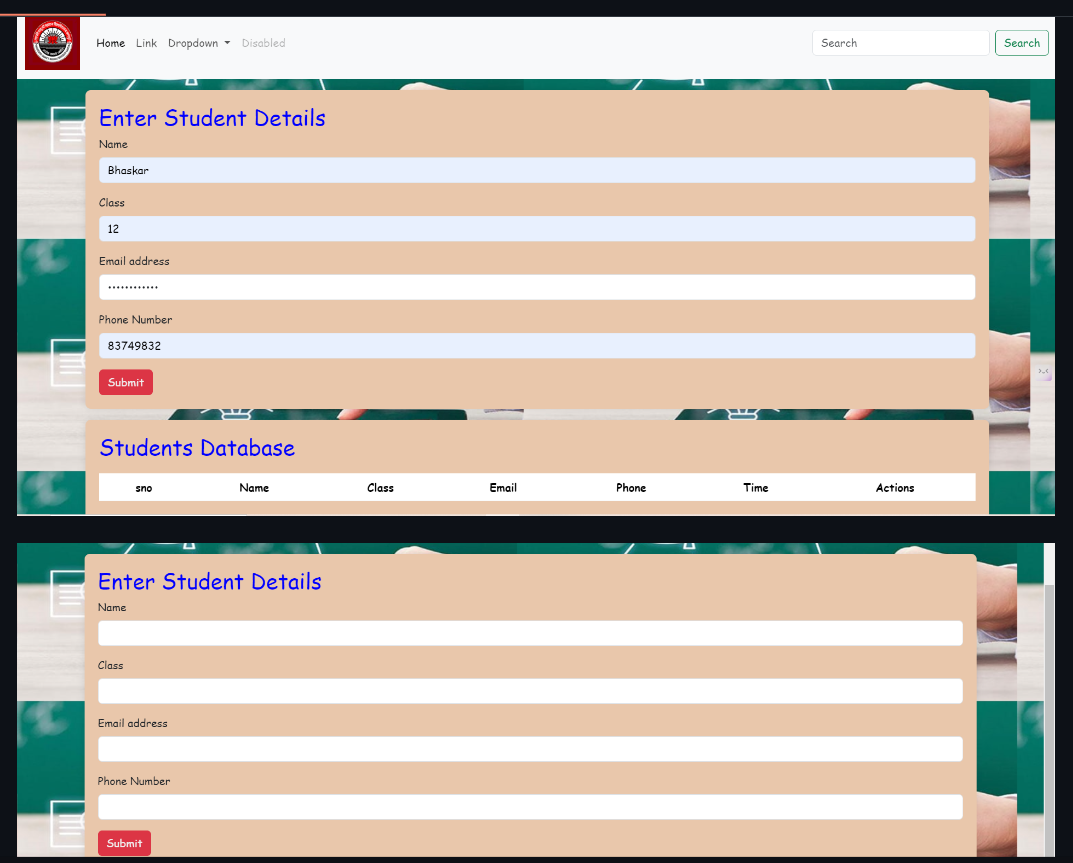 Home Link Dropdown Disabled Search Search
Enter Student Details
Name
Bhaskar
Class
12
Email address
••••••••••••
Phone Number
83749832
Submit
Students Database
sno Name Class Email Phone Time Actions
Enter Student Details
Name
Class
Email address
Phone Number
Submit